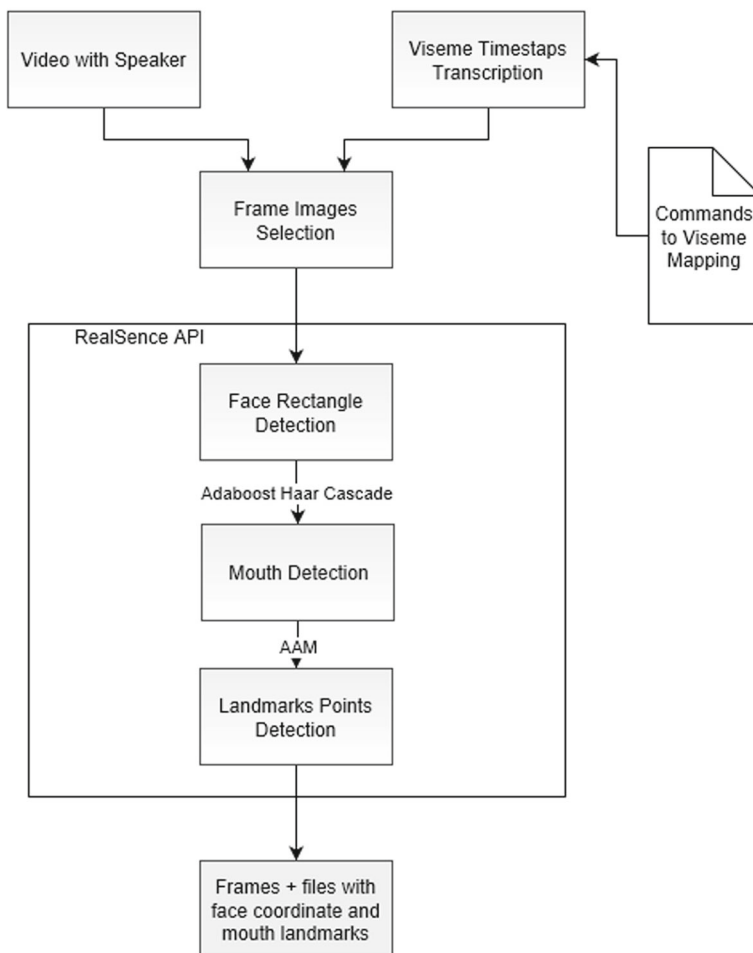 Video with Speaker
Viseme Timestaps
Transcription
Commands
to Viseme
Mapping
Frame Images
Selection
RealSence API
Face Rectangle
Detection
Adaboost Haar Cascade
Mouth Detection
AAM
Landmarks Points
Detection
Frames + files with
face coordinate and
mouth landmarks